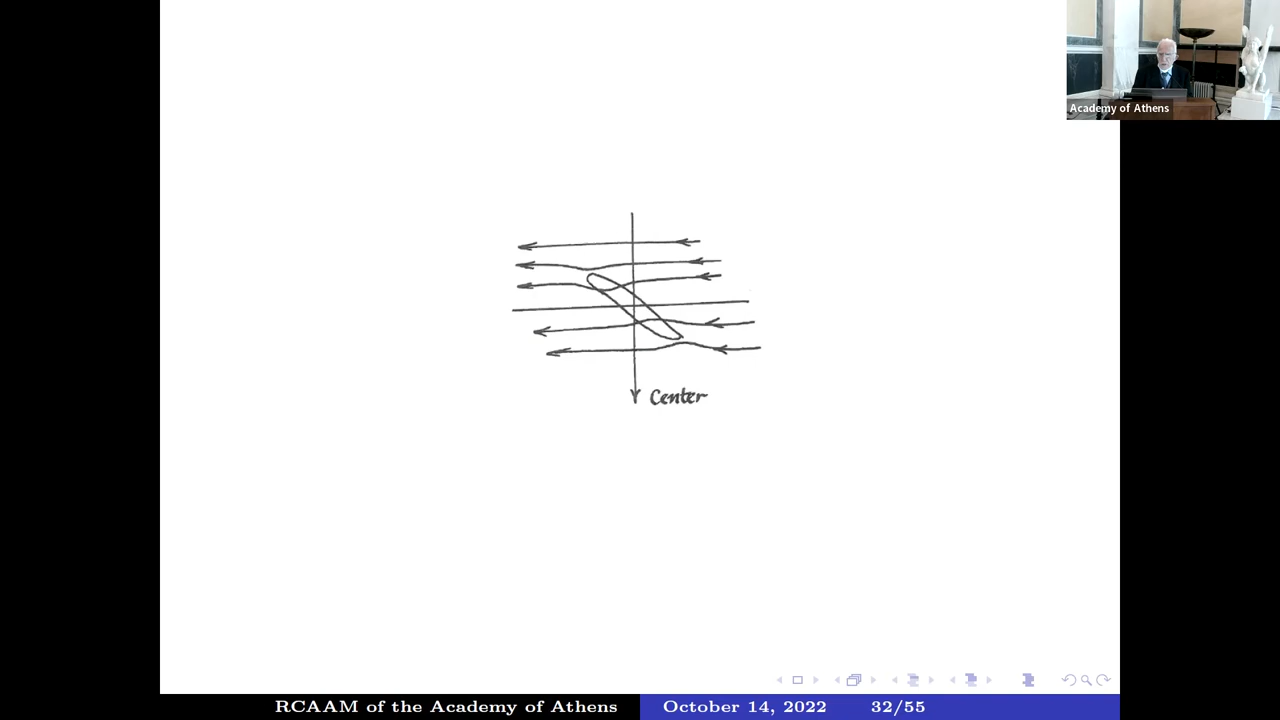 Academy of Athens
Center
RCAAM of the Academy of Athens October 14, 2022 32/55